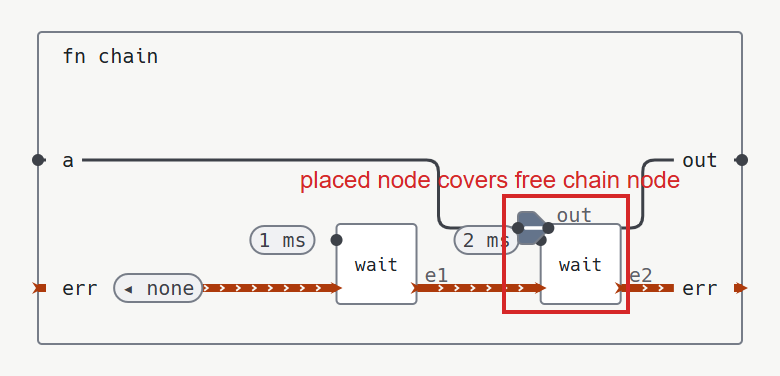 fn chain
a
out
placed node covers free chain node
out
1 ms
2 ms
wait
wait
e1
e2
err
◂ none
err